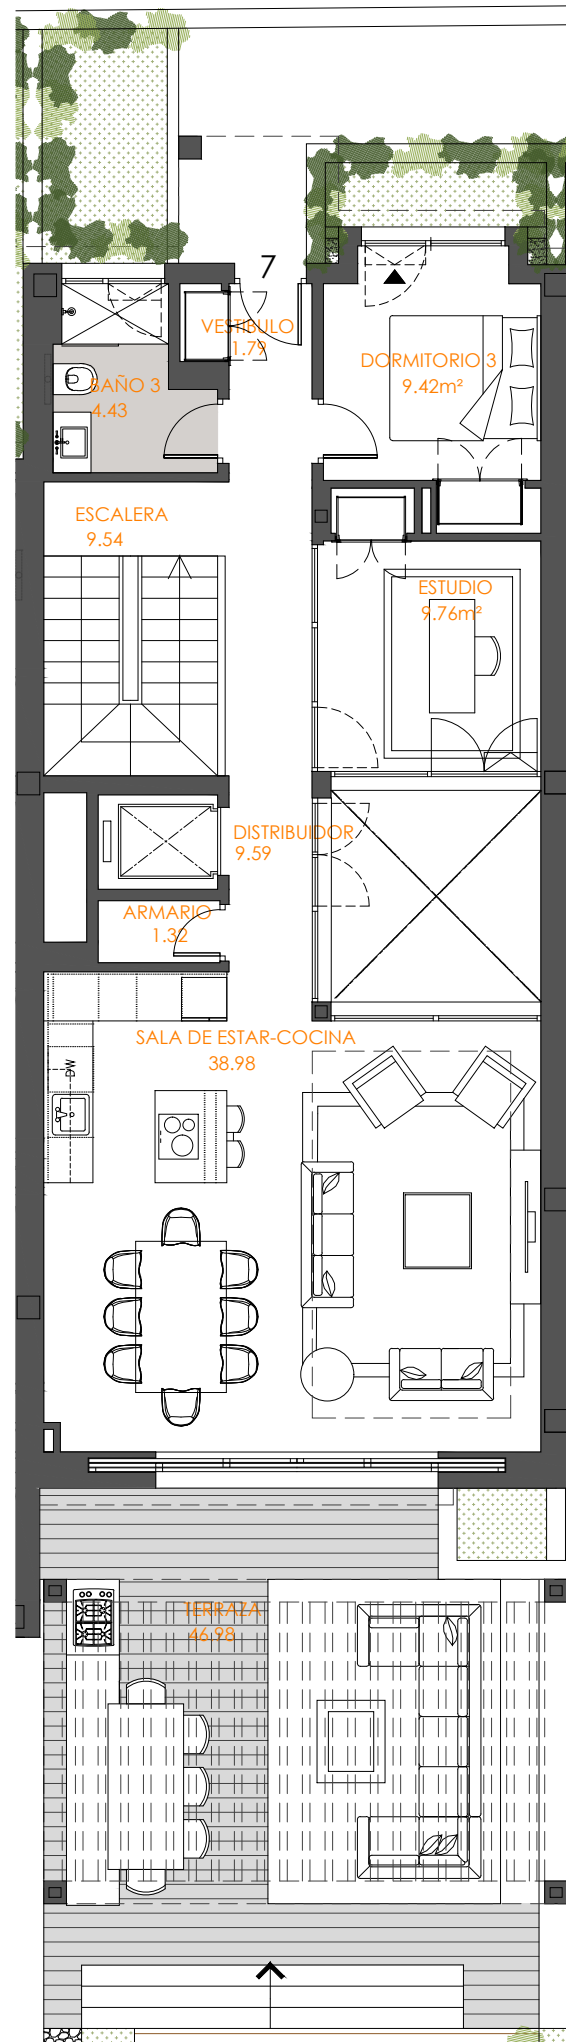 7
VESTIBULO
1.79
DORMITORIO 3
9.42m²
BAÑO 3
4.43
ESCALERA
9.54
ESTUDIO
9.76m²
DISTRIBUIDOR
9.59
ARMARIO
1.32
SALA DE ESTAR-COCINA
38.98
DW
TERRAZA
46.98